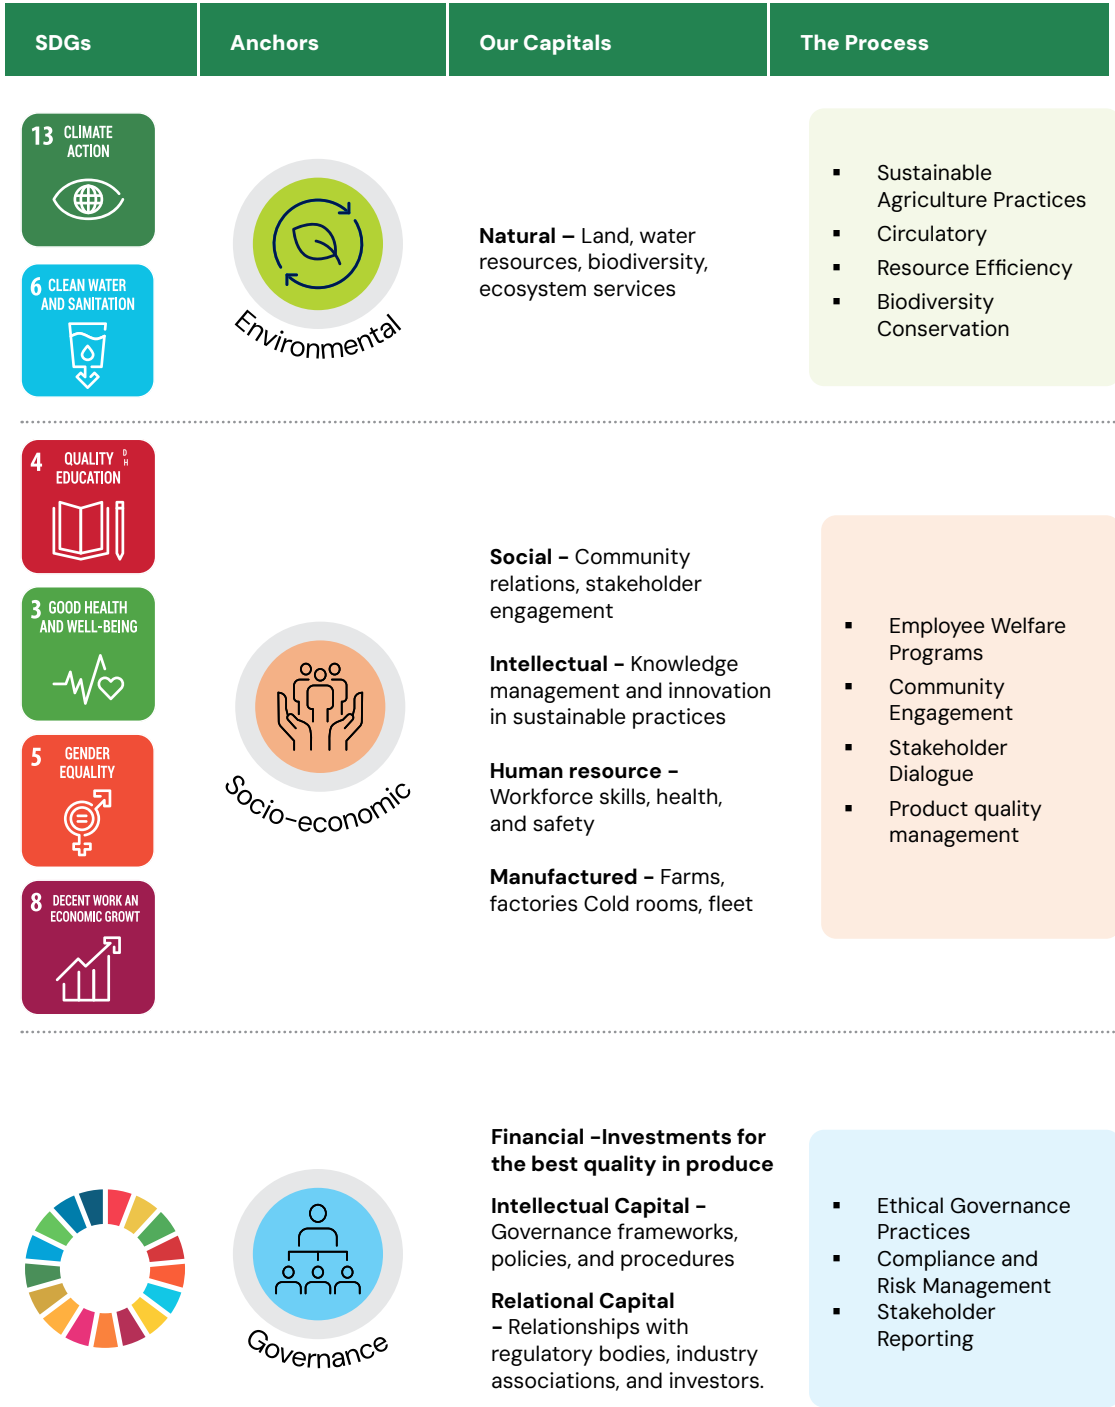 SDGs
Anchors
Our Capitals
The Process
13 CLIMATE
ACTION
6 CLEAN WATER
AND SANITATION
Environmental
Natural – Land, water
resources, biodiversity,
ecosystem services
▪ Sustainable
Agriculture Practices
▪ Circulatory
▪ Resource Efficiency
▪ Biodiversity
Conservation
4 QUALITY D
H
EDUCATION
3 GOOD HEALTH
AND WELL-BEING
5 GENDER
EQUALITY
8 DECENT WORK AN
ECONOMIC GROWT
Socio-economic
Social – Community
relations, stakeholder
engagement
Intellectual – Knowledge
management and innovation
in sustainable practices
Human resource –
Workforce skills, health,
and safety
Manufactured – Farms,
factories Cold rooms, fleet
▪ Employee Welfare
Programs
▪ Community
Engagement
▪ Stakeholder
Dialogue
▪ Product quality
management
Governance
Financial –Investments for
the best quality in produce
Intellectual Capital –
Governance frameworks,
policies, and procedures
Relational Capital
– Relationships with
regulatory bodies, industry
associations, and investors.
▪ Ethical Governance
Practices
▪ Compliance and
Risk Management
▪ Stakeholder
Reporting